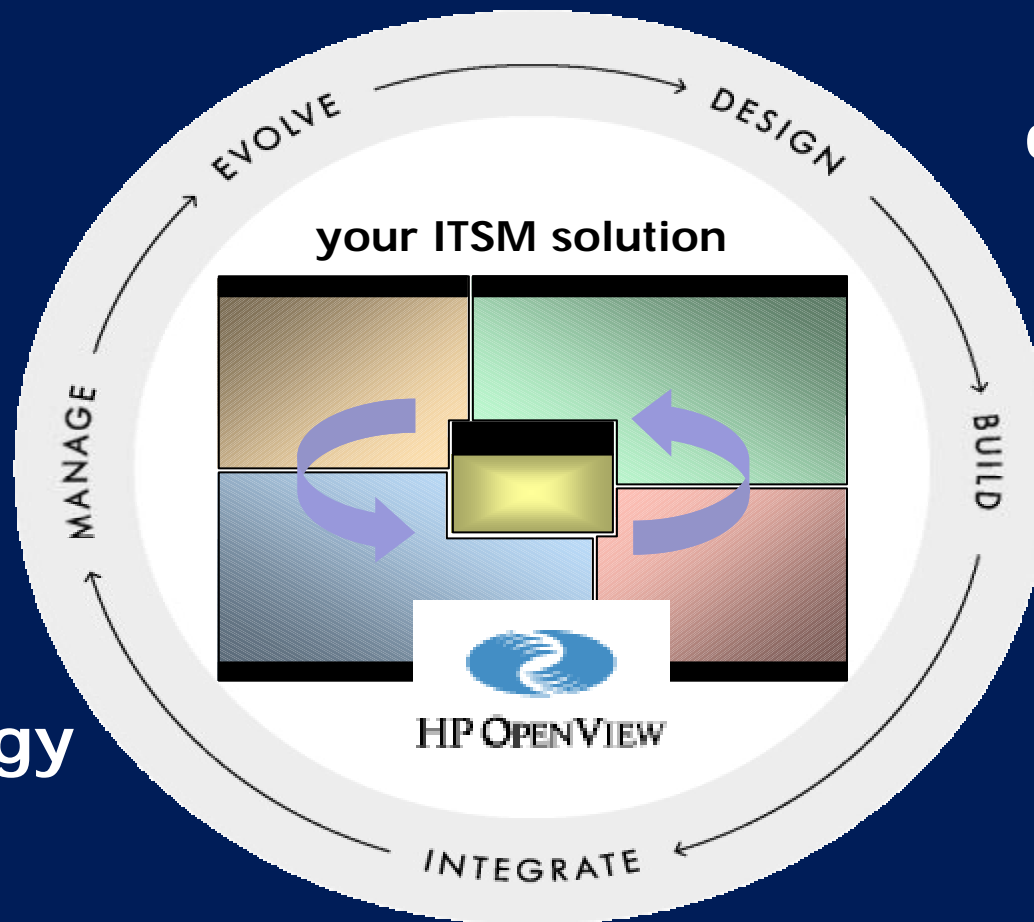 EVOLVE
DESIGN
your ITSM solution
MANAGE
BUILD
gy
HP OPENVIEW
INTEGRATE